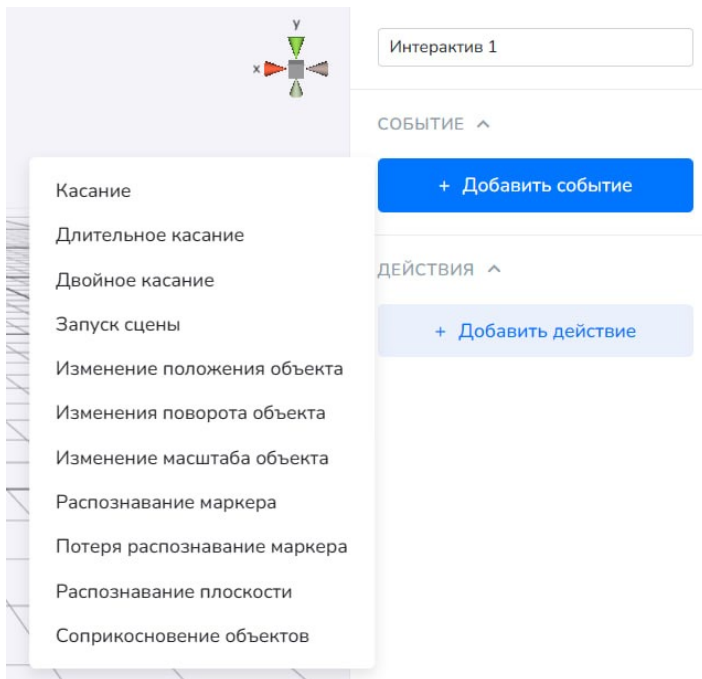 y
x
Интерактив 1
СОБЫТИЕ
+ Добавить событие
Касание
Длительное касание
Двойное касание
Запуск сцены
Изменение положения объекта
Изменения поворота объекта
Изменение масштаба объекта
Распознавание маркера
Потеря распознавание маркера
Распознавание плоскости
Соприкосновение объектов
ДЕЙСТВИЯ
+ Добавить действие